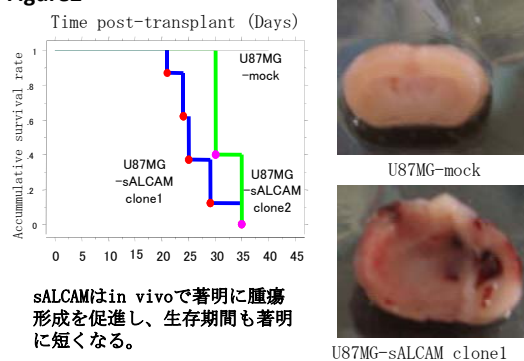 Time post-transplant (Days)
Accummulative survival rate
1
.8
.6
.4
.2
0
0 5 10 15 20 25 30 35 40 45
U87MG
-mock
U87MG
-sALCAM
clone1
U87MG
-sALCAM
clone2
U87MG-mock
sALCAMはin vivoで著明に腫瘍
形成を促進し、生存期間も著明
に短くなる。
U87MG-sALCAM clone1